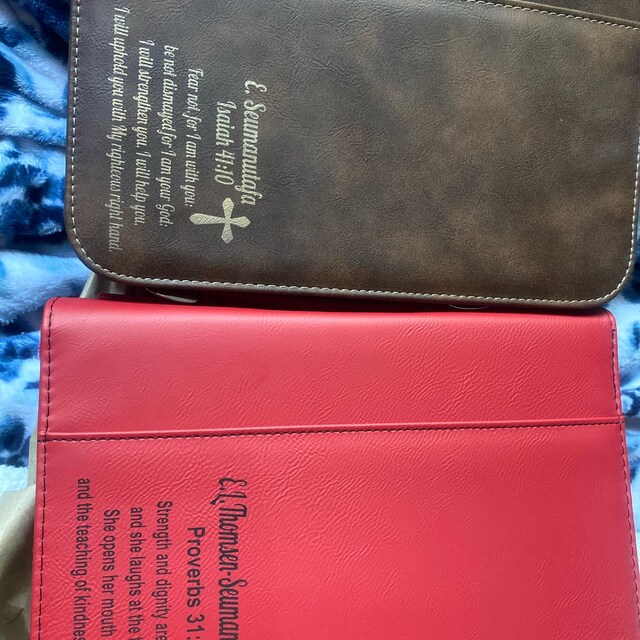 E. Seumanutafa
Isaiah 41:10
Fear not for I am with you:
be not dismayed for I am your God:
I will strengthen you, I will help you,
I will uphold you with My righteous right hand.
E.L. Thomsen-Seuman
Proverbs 31:
Strength and dignity are
and she laughs at the
She opens her mouth
and the teaching of kindness